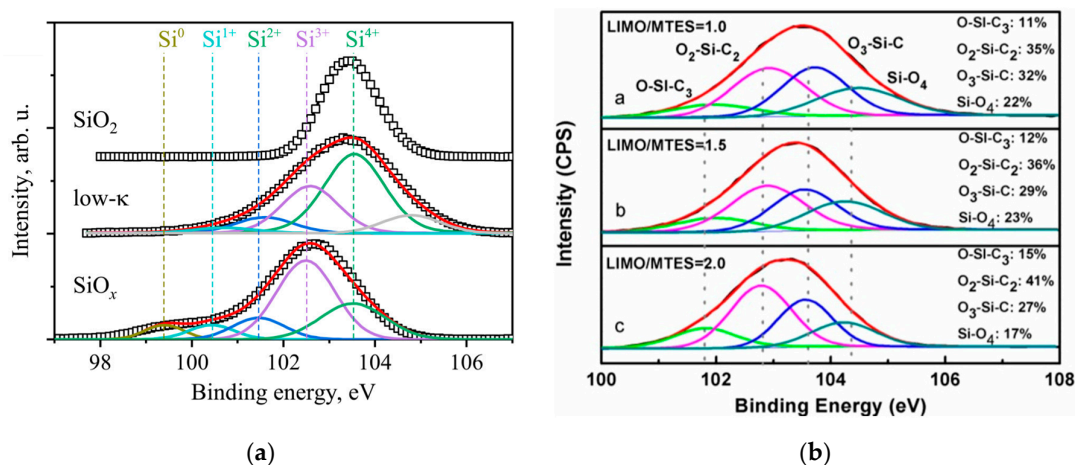 Si⁰ Si¹⁺ Si²⁺ Si³⁺ Si⁴⁺
SiO₂
low-κ
SiOₓ
Intensity, arb. u.
98 100 102 104 106
Binding energy, eV
(a)
b
LIMO/MTES=1.0
O-SI-C₃
O₂-Si-C₂
O₃-Si-C
Si-O₄
a
O-SI-C₃: 11%
O₂-Si-C₂: 35%
O₃-Si-C: 32%
Si-O₄: 22%
LIMO/MTES=1.5
b
O-SI-C₃: 12%
O₂-Si-C₂: 36%
O₃-Si-C: 29%
Si-O₄: 23%
LIMO/MTES=2.0
c
O-SI-C₃: 15%
O₂-Si-C₂: 41%
O₃-Si-C: 27%
Si-O₄: 17%
Intensity (CPS)
100 102 104 106 108
Binding Energy (eV)
(b)